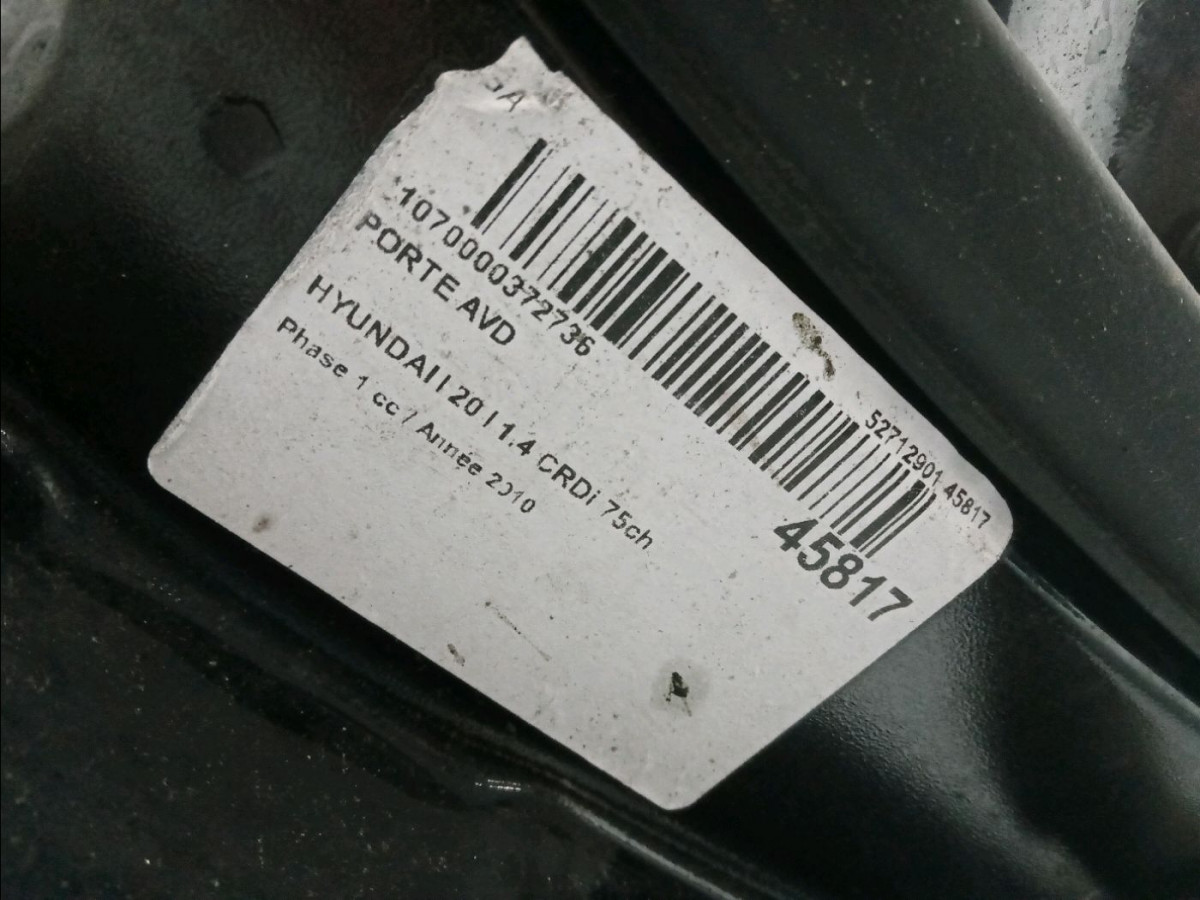 1070000372736
PORTE AVD
HYUNDAI I 20 I 1.4 CRDi 75ch
Phase 1 cc / Année 2010
52712901 45817
45817